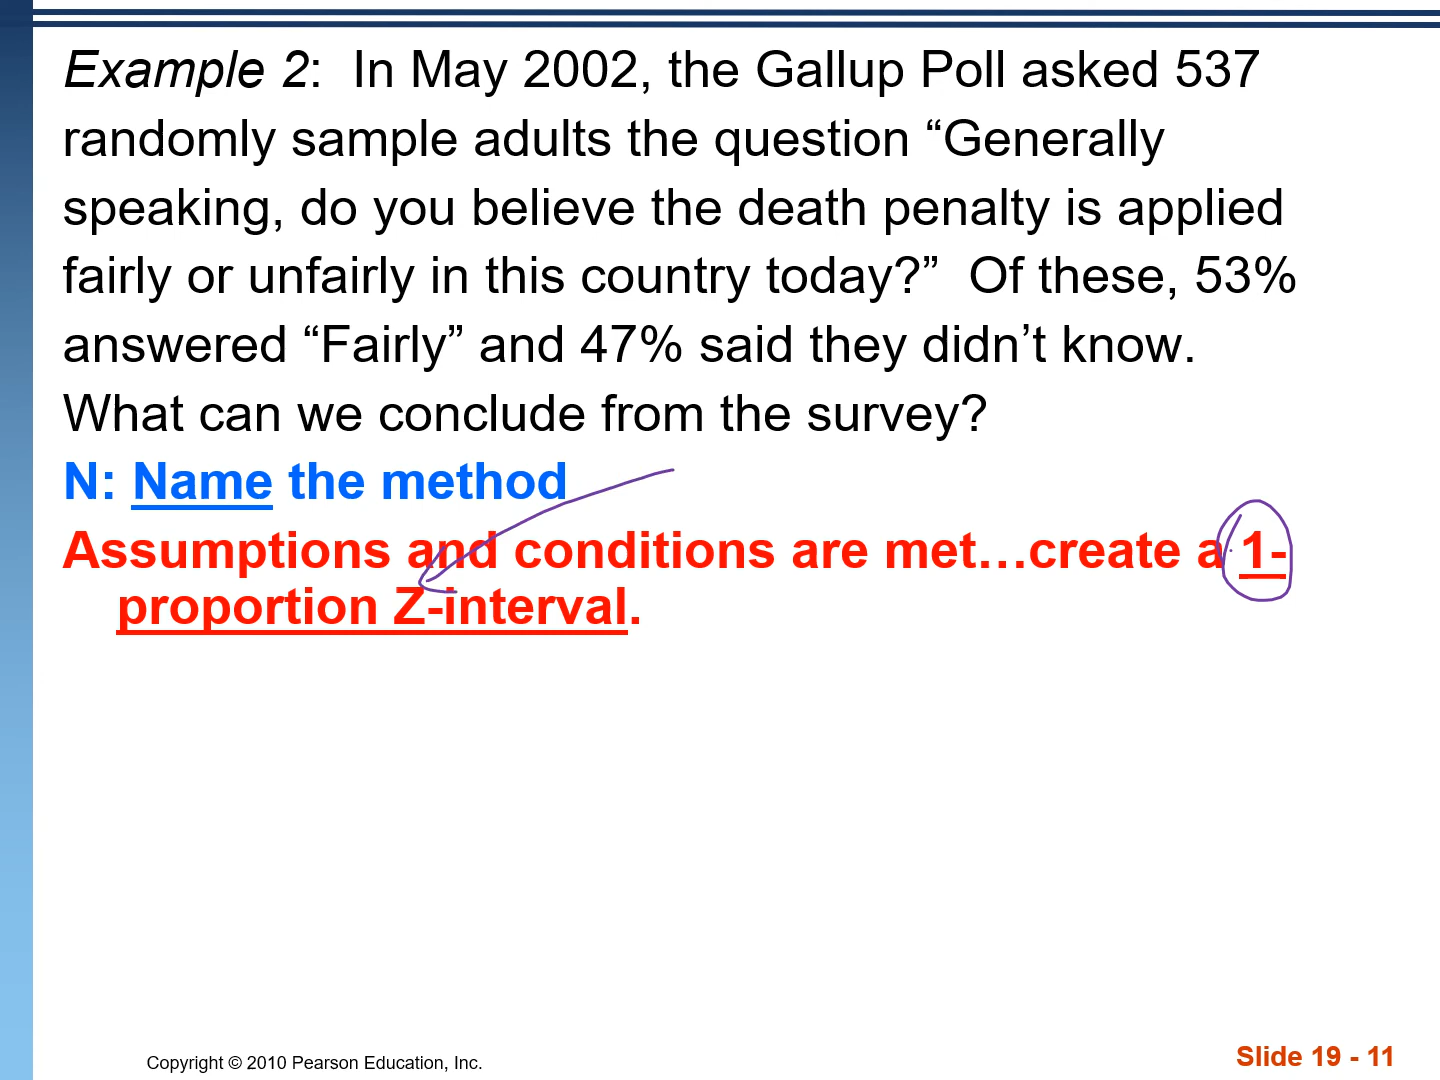 Example 2:  In May 2002, the Gallup Poll asked 537
randomly sample adults the question “Generally
speaking, do you believe the death penalty is applied
fairly or unfairly in this country today?”  Of these, 53%
answered “Fairly” and 47% said they didn’t know.
What can we conclude from the survey?
N: Name the method
Assumptions and conditions are met…create a 1-
proportion Z-interval.
Copyright © 2010 Pearson Education, Inc.
Slide 19 - 11